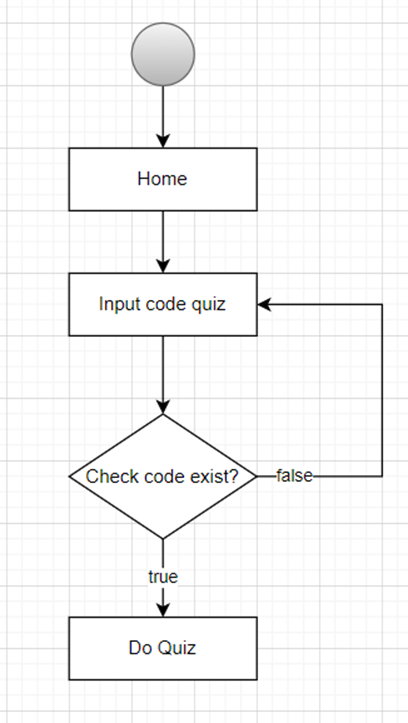 Home
Input code quiz
Check code exist?
false
true
Do Quiz